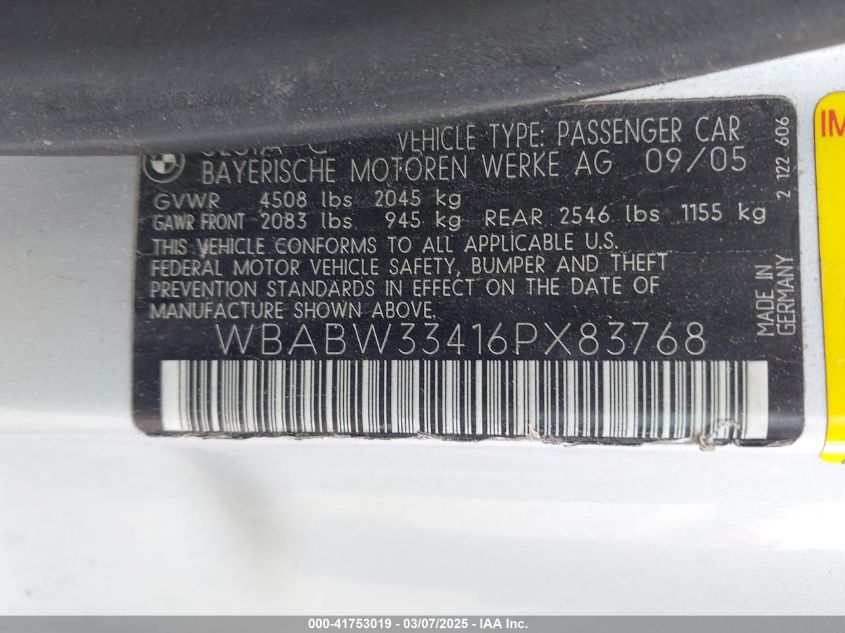 VEHICLE TYPE: PASSENGER CAR
BAYERISCHE MOTOREN WERKE AG 09/05
GVWR 4508 lbs 2045 kg
GAWR FRONT 2083 lbs 945 kg REAR 2546 lbs 1155 kg
THIS VEHICLE CONFORMS TO ALL APPLICABLE U.S.
FEDERAL MOTOR VEHICLE SAFETY, BUMPER AND THEFT
PREVENTION STANDARDS IN EFFECT ON THE DATE OF
MANUFACTURE SHOWN ABOVE.
WBABW33416PX83768
MADE IN
GERMANY
2 122 606
000-41753019 - 03/07/2025 - IAA Inc.